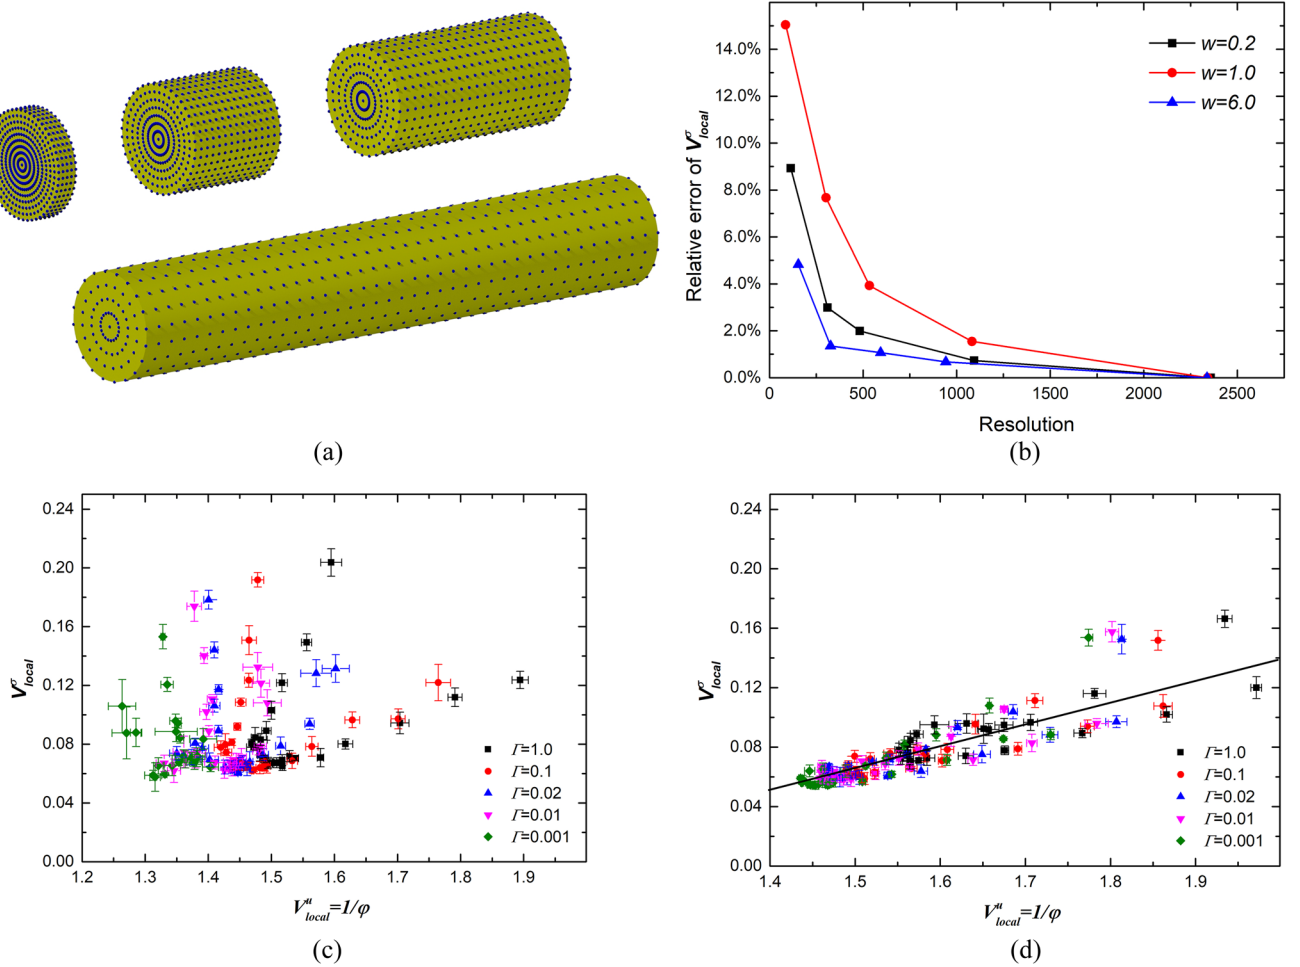 14.0%
12.0%
10.0%
8.0%
6.0%
4.0%
2.0%
0.0%
Relative error of V^σ_local
w=0.2
w=1.0
w=6.0
0 500 1000 1500 2000 2500
Resolution
(a)
(b)
0.24
0.20
0.16
0.12
0.08
0.04
0.00
V^σ_local
Γ=1.0
Γ=0.1
Γ=0.02
Γ=0.01
Γ=0.001
1.2 1.3 1.4 1.5 1.6 1.7 1.8 1.9
V^u_local=1/φ
(c)
0.24
0.20
0.16
0.12
0.08
0.04
0.00
V^σ_local
Γ=1.0
Γ=0.1
Γ=0.02
Γ=0.01
Γ=0.001
1.4 1.5 1.6 1.7 1.8 1.9
V^u_local=1/φ
(d)